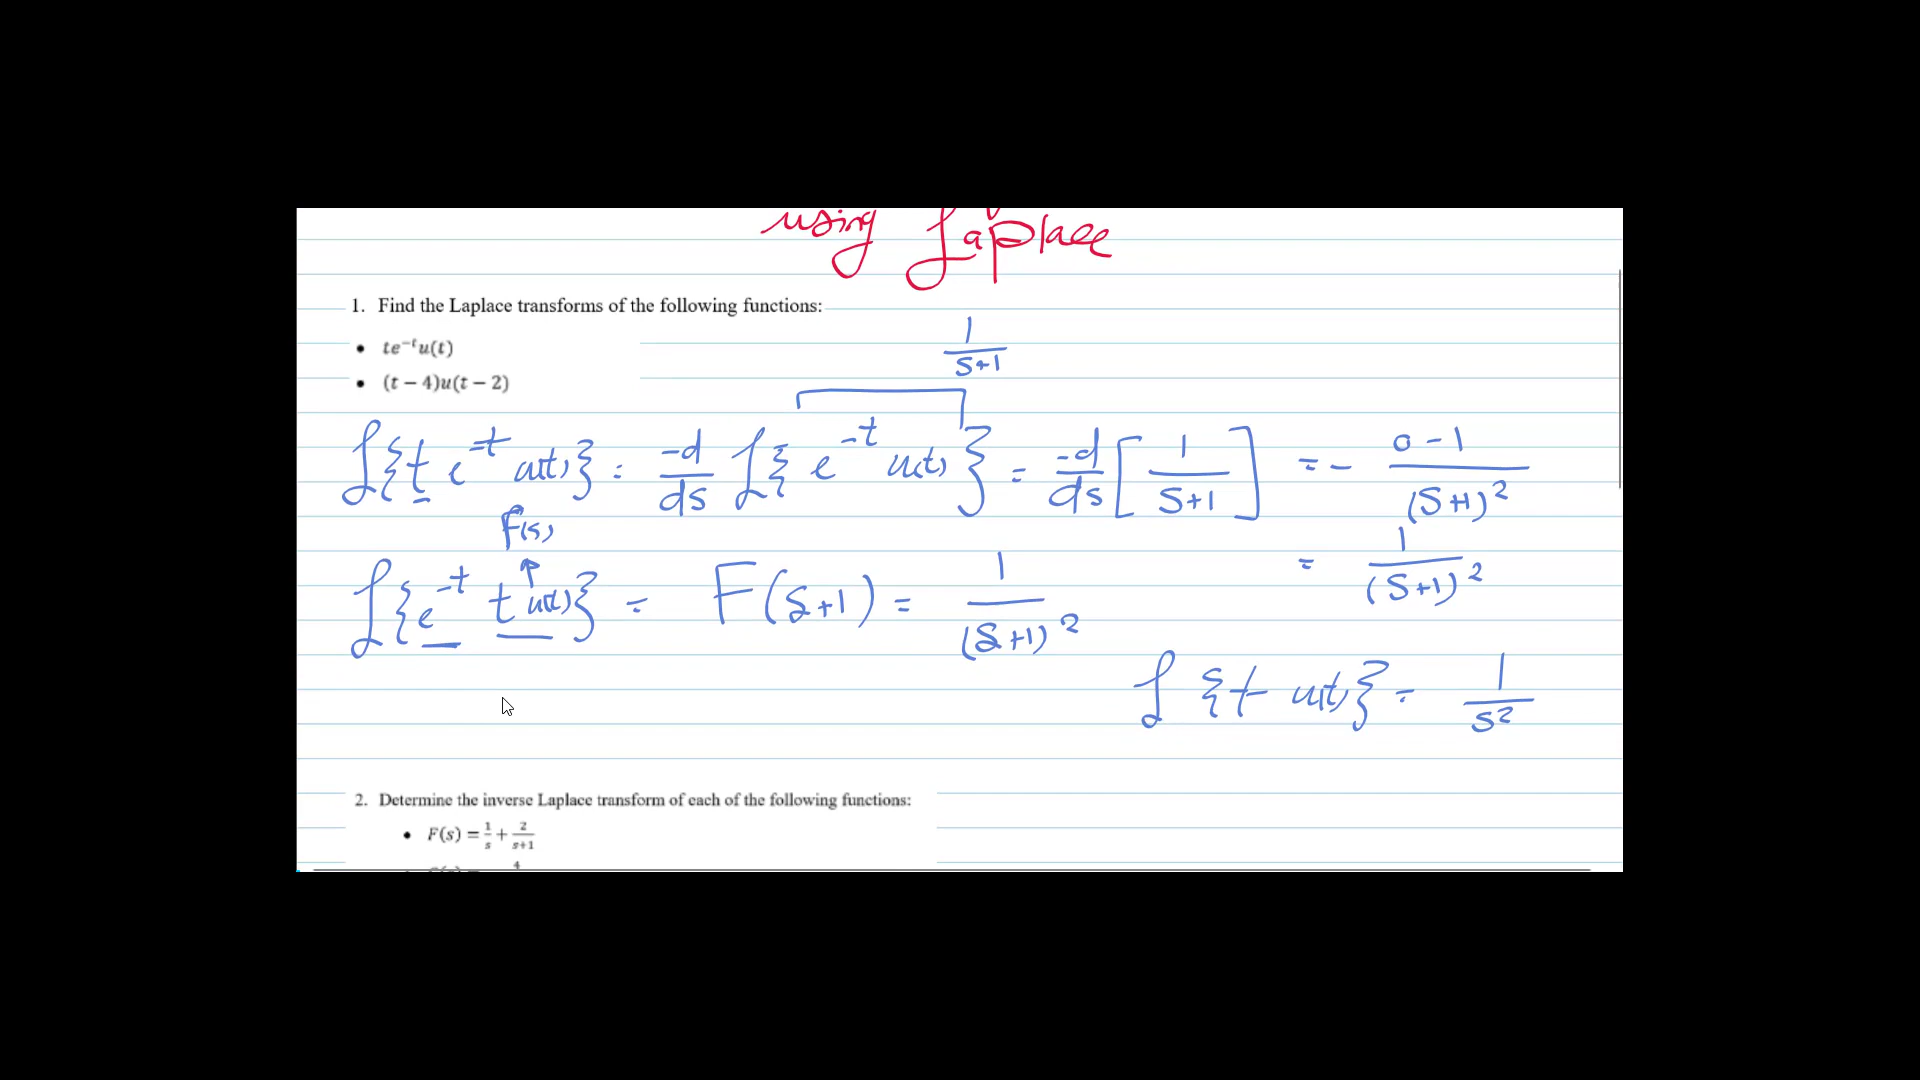 using Laplace
1. Find the Laplace transforms of the following functions:
• te^{-t}u(t)
• (t − 4)u(t − 2)
1/(s+1)
ℒ{t e^{-t} u(t)} = -d/ds ℒ{e^{-t} u(t)} = -d/ds [1/(s+1)] = - (0-1)/(s+1)^2
F(s)
= 1/(s+1)^2
ℒ{e^{-t} t u(t)} = F(s+1) = 1/(s+1)^2
ℒ{t u(t)} = 1/s^2
2. Determine the inverse Laplace transform of each of the following functions:
• F(s) = 1/s + 2/(s+1)
4